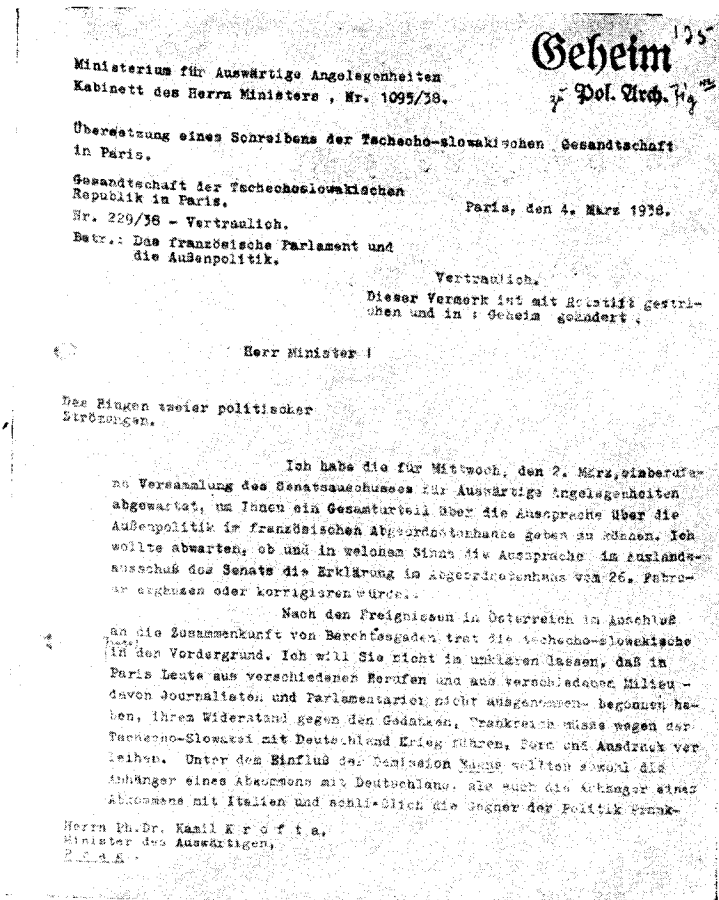 Geheim
125
Ministerium für Auswärtige Angelegenheiten
Kabinett des Herrn Ministers , Nr. 1095/38.
zu Pol. Arch.
Übersetzung eines Schreibens der Tschecho-slowakischen Gesandtschaft
in Paris.
Gesandtschaft der Tschechoslowakischen
Republik in Paris.
Paris, den 4. März 1938.
Nr. 229/38 - Vertraulich.
Betr.: Das französische Parlament und
die Außenpolitik.
Vertraulich.
Dieser Vermerk ist mit Rotstift gestri-
chen und in : Geheim geändert .
Herr Minister !
Das Ringen zweier politischer
Strömungen.
Ich habe die für Mittwoch, den 2. März, einberufe-
ne Versammlung des Senatsausschusses für Auswärtige Angelegenheiten
abgewartet, um Ihnen ein Gesamturteil über die Aussprache über die
Außenpolitik im französischen Abgeordnetenhause geben zu können. Ich
wollte abwarten, ob und in welchem Sinne die Aussprache im Auslands-
ausschuß des Senats die Erklärung im Abgeordnetenhaus vom 26. Febru-
ar ergänzen oder korrigieren würde.
Nach den Ereignissen in Österreich im Anschluß
an die Zusammenkunft von Berchtesgaden trat die tschecho-slowakische
in den Vordergrund. Ich will Sie nicht im unklaren lassen, daß in
Paris Leute aus verschiedenen Berufen und aus verschiedenen Milieu -
davon Journalisten und Parlamentarier nicht ausgenommen- begonnen ha-
ben, ihrem Widerstand gegen den Gedanken, Frankreich müsse wegen der
Tschecho-Slowakei mit Deutschland Krieg führen, Form und Ausdruck ver
leihen. Unter dem Einfluß der Demission Edens wollten sowohl die
Anhänger eines Abkommens mit Deutschland, als auch die Anhänger eines
Abkommens mit Italien und schließlich die Gegner der Politik Frank-
Herrn Ph.Dr. Kamil K r o f t a,
Minister des Auswärtigen,
P r a g .